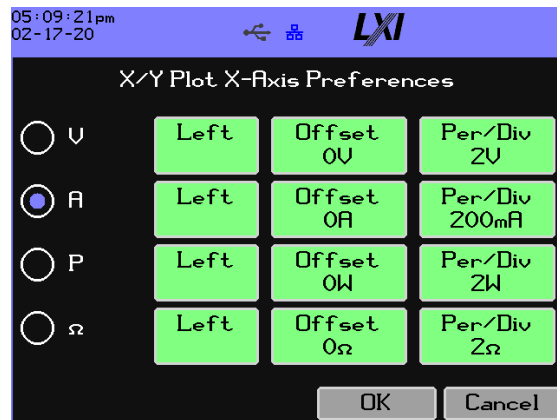 05:09:21pm
02-17-20
LXI
X/Y Plot X-Axis Preferences
V Left Offset 0V Per/Div 2V
A Left Offset 0A Per/Div 200mA
P Left Offset 0W Per/Div 2W
Ω Left Offset 0Ω Per/Div 2Ω
OK Cancel